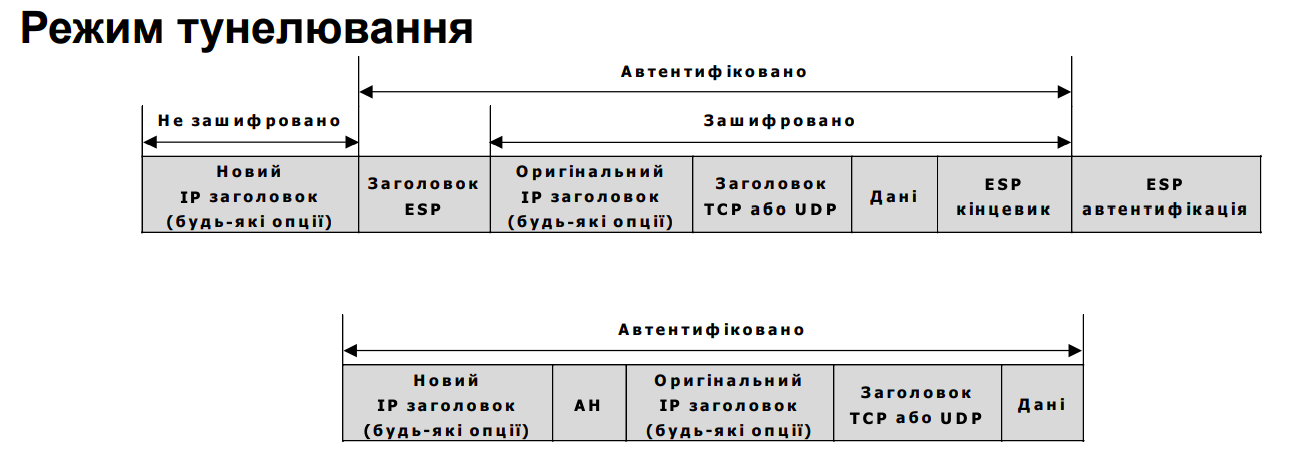 Режим тунелювання
Автентифіковано
Не зашифровано
Зашифровано
Новий
IP заголовок
(будь-які опції)
Заголовок
ESP
Оригінальний
IP заголовок
(будь-які опції)
Заголовок
TCP або UDP
Дані
ESP
кінцевик
ESP
автентифікація
Автентифіковано
Новий
IP заголовок
(будь-які опції)
AH
Оригінальний
IP заголовок
(будь-які опції)
Заголовок
TCP або UDP
Дані